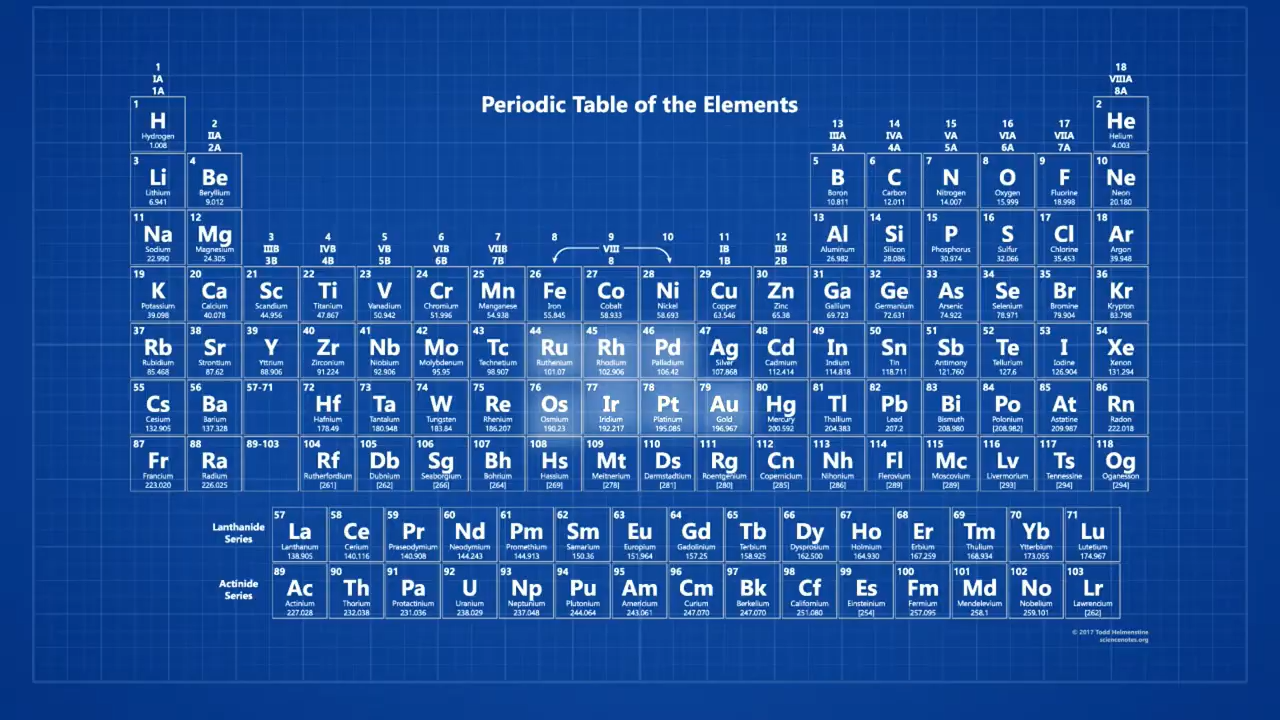 Periodic Table of the Elements
1
IA
1A
18
VIIIA
8A
1
H
Hydrogen
1.008
2
IIA
2A
13
IIIA
3A
14
IVA
4A
15
VA
5A
16
VIA
6A
17
VIIA
7A
2
He
Helium
4.003
3
Li
Lithium
6.941
4
Be
Beryllium
9.012
5
B
Boron
10.811
6
C
Carbon
12.011
7
N
Nitrogen
14.007
8
O
Oxygen
15.999
9
F
Fluorine
18.998
10
Ne
Neon
20.180
11
Na
Sodium
22.990
12
Mg
Magnesium
24.305
3
IIIB
3B
4
IVB
4B
5
VB
5B
6
VIB
6B
7
VIIB
7B
8
9
10
VIII
8
11
IB
1B
12
IIB
2B
13
Al
Aluminum
26.982
14
Si
Silicon
28.086
15
P
Phosphorus
30.974
16
S
Sulfur
32.066
17
Cl
Chlorine
35.453
18
Ar
Argon
39.948
19
K
Potassium
39.098
20
Ca
Calcium
40.078
21
Sc
Scandium
44.956
22
Ti
Titanium
47.867
23
V
Vanadium
50.942
24
Cr
Chromium
51.996
25
Mn
Manganese
54.938
26
Fe
Iron
55.845
27
Co
Cobalt
58.933
28
Ni
Nickel
58.693
29
Cu
Copper
63.546
30
Zn
Zinc
65.38
31
Ga
Gallium
69.723
32
Ge
Germanium
72.631
33
As
Arsenic
74.922
34
Se
Selenium
78.971
35
Br
Bromine
79.904
36
Kr
Krypton
83.798
37
Rb
Rubidium
85.468
38
Sr
Strontium
87.62
39
Y
Yttrium
88.906
40
Zr
Zirconium
91.224
41
Nb
Niobium
92.906
42
Mo
Molybdenum
95.95
43
Tc
Technetium
98.907
44
Ru
Ruthenium
101.07
45
Rh
Rhodium
102.906
46
Pd
Palladium
106.42
47
Ag
Silver
107.868
48
Cd
Cadmium
112.414
49
In
Indium
114.818
50
Sn
Tin
118.711
51
Sb
Antimony
121.760
52
Te
Tellurium
127.6
53
I
Iodine
126.904
54
Xe
Xenon
131.294
55
Cs
Cesium
132.905
56
Ba
Barium
137.328
57-71
72
Hf
Hafnium
178.49
73
Ta
Tantalum
180.948
74
W
Tungsten
183.84
75
Re
Rhenium
186.207
76
Os
Osmium
190.23
77
Ir
Iridium
192.217
78
Pt
Platinum
195.085
79
Au
Gold
196.967
80
Hg
Mercury
200.592
81
Tl
Thallium
204.383
82
Pb
Lead
207.2
83
Bi
Bismuth
208.980
84
Po
Polonium
[208.982]
85
At
Astatine
209.987
86
Rn
Radon
222.018
87
Fr
Francium
223.020
88
Ra
Radium
226.025
89-103
104
Rf
Rutherfordium
[261]
105
Db
Dubnium
[262]
106
Sg
Seaborgium
[266]
107
Bh
Bohrium
[264]
108
Hs
Hassium
[269]
109
Mt
Meitnerium
[278]
110
Ds
Darmstadtium
[281]
111
Rg
Roentgenium
[280]
112
Cn
Copernicium
[285]
113
Nh
Nihonium
[286]
114
Fl
Flerovium
[289]
115
Mc
Moscovium
[289]
116
Lv
Livermorium
[293]
117
Ts
Tennessine
[294]
118
Og
Oganesson
[294]
Lanthanide
Series
57
La
Lanthanum
138.905
58
Ce
Cerium
140.116
59
Pr
Praseodymium
140.908
60
Nd
Neodymium
144.243
61
Pm
Promethium
144.913
62
Sm
Samarium
150.36
63
Eu
Europium
151.964
64
Gd
Gadolinium
157.25
65
Tb
Terbium
158.925
66
Dy
Dysprosium
162.500
67
Ho
Holmium
164.930
68
Er
Erbium
167.259
69
Tm
Thulium
168.934
70
Yb
Ytterbium
173.055
71
Lu
Lutetium
174.967
Actinide
Series
89
Ac
Actinium
227.028
90
Th
Thorium
232.038
91
Pa
Protactinium
231.036
92
U
Uranium
238.029
93
Np
Neptunium
237.048
94
Pu
Plutonium
244.064
95
Am
Americium
243.061
96
Cm
Curium
247.070
97
Bk
Berkelium
247.070
98
Cf
Californium
251.080
99
Es
Einsteinium
[254]
100
Fm
Fermium
257.095
101
Md
Mendelevium
258.1
102
No
Nobelium
259.101
103
Lr
Lawrencium
[262]
© 2017 Todd Helmenstine
sciencenotes.org